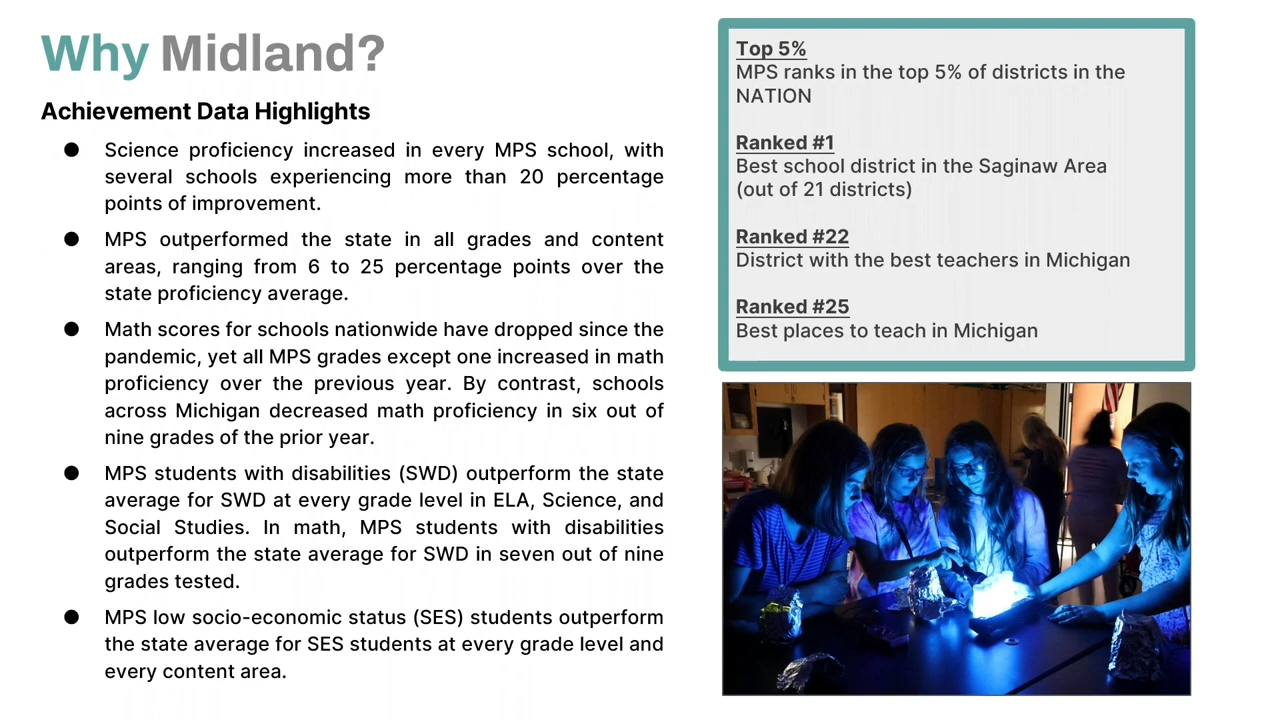 Why Midland?
Achievement Data Highlights
● Science proficiency increased in every MPS school, with
several schools experiencing more than 20 percentage
points of improvement.
● MPS outperformed the state in all grades and content
areas, ranging from 6 to 25 percentage points over the
state proficiency average.
● Math scores for schools nationwide have dropped since the
pandemic, yet all MPS grades except one increased in math
proficiency over the previous year. By contrast, schools
across Michigan decreased math proficiency in six out of
nine grades of the prior year.
● MPS students with disabilities (SWD) outperform the state
average for SWD at every grade level in ELA, Science, and
Social Studies. In math, MPS students with disabilities
outperform the state average for SWD in seven out of nine
grades tested.
● MPS low socio-economic status (SES) students outperform
the state average for SES students at every grade level and
every content area.
Top 5%
MPS ranks in the top 5% of districts in the
NATION
Ranked #1
Best school district in the Saginaw Area
(out of 21 districts)
Ranked #22
District with the best teachers in Michigan
Ranked #25
Best places to teach in Michigan